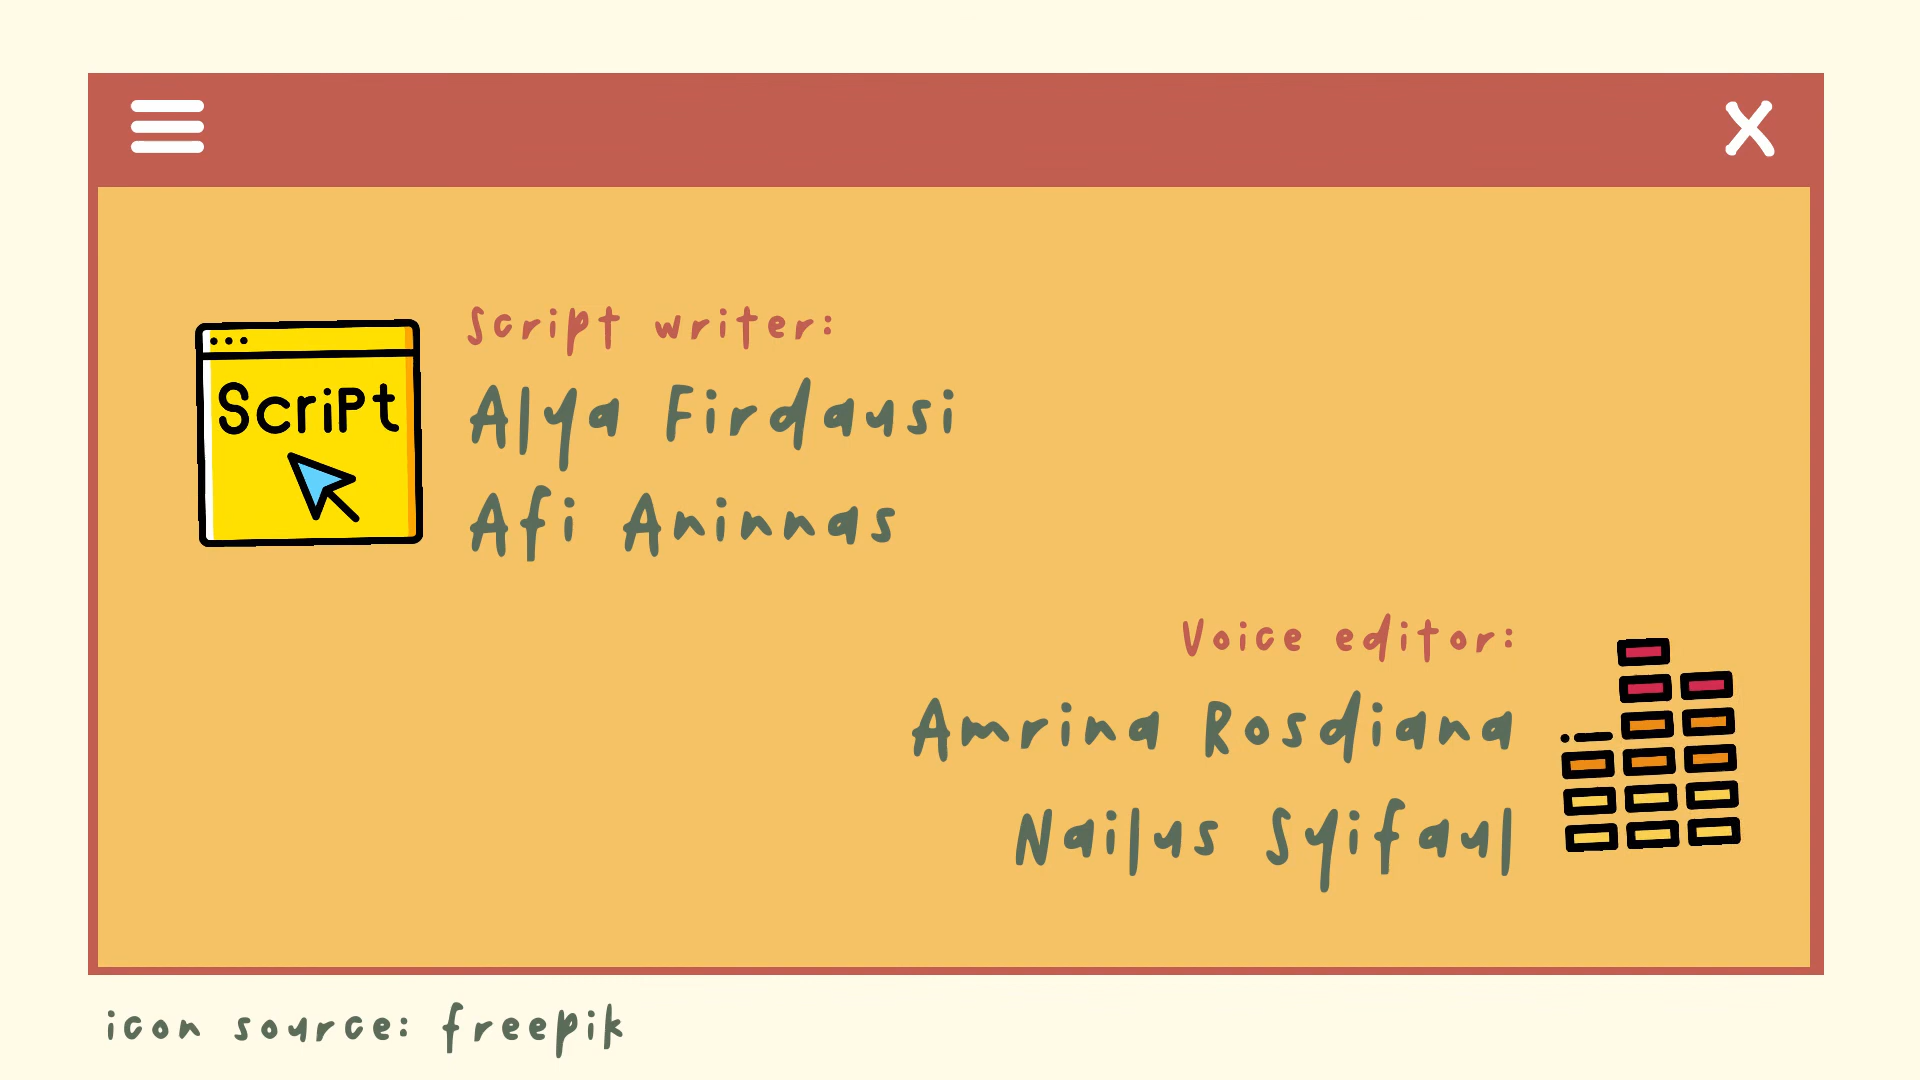 Script writer:
Script
Alya Firdausi
Afi Aninnas
Voice editor:
Amrina Rosdiana
Nailus Syifaul
icon source: freepik